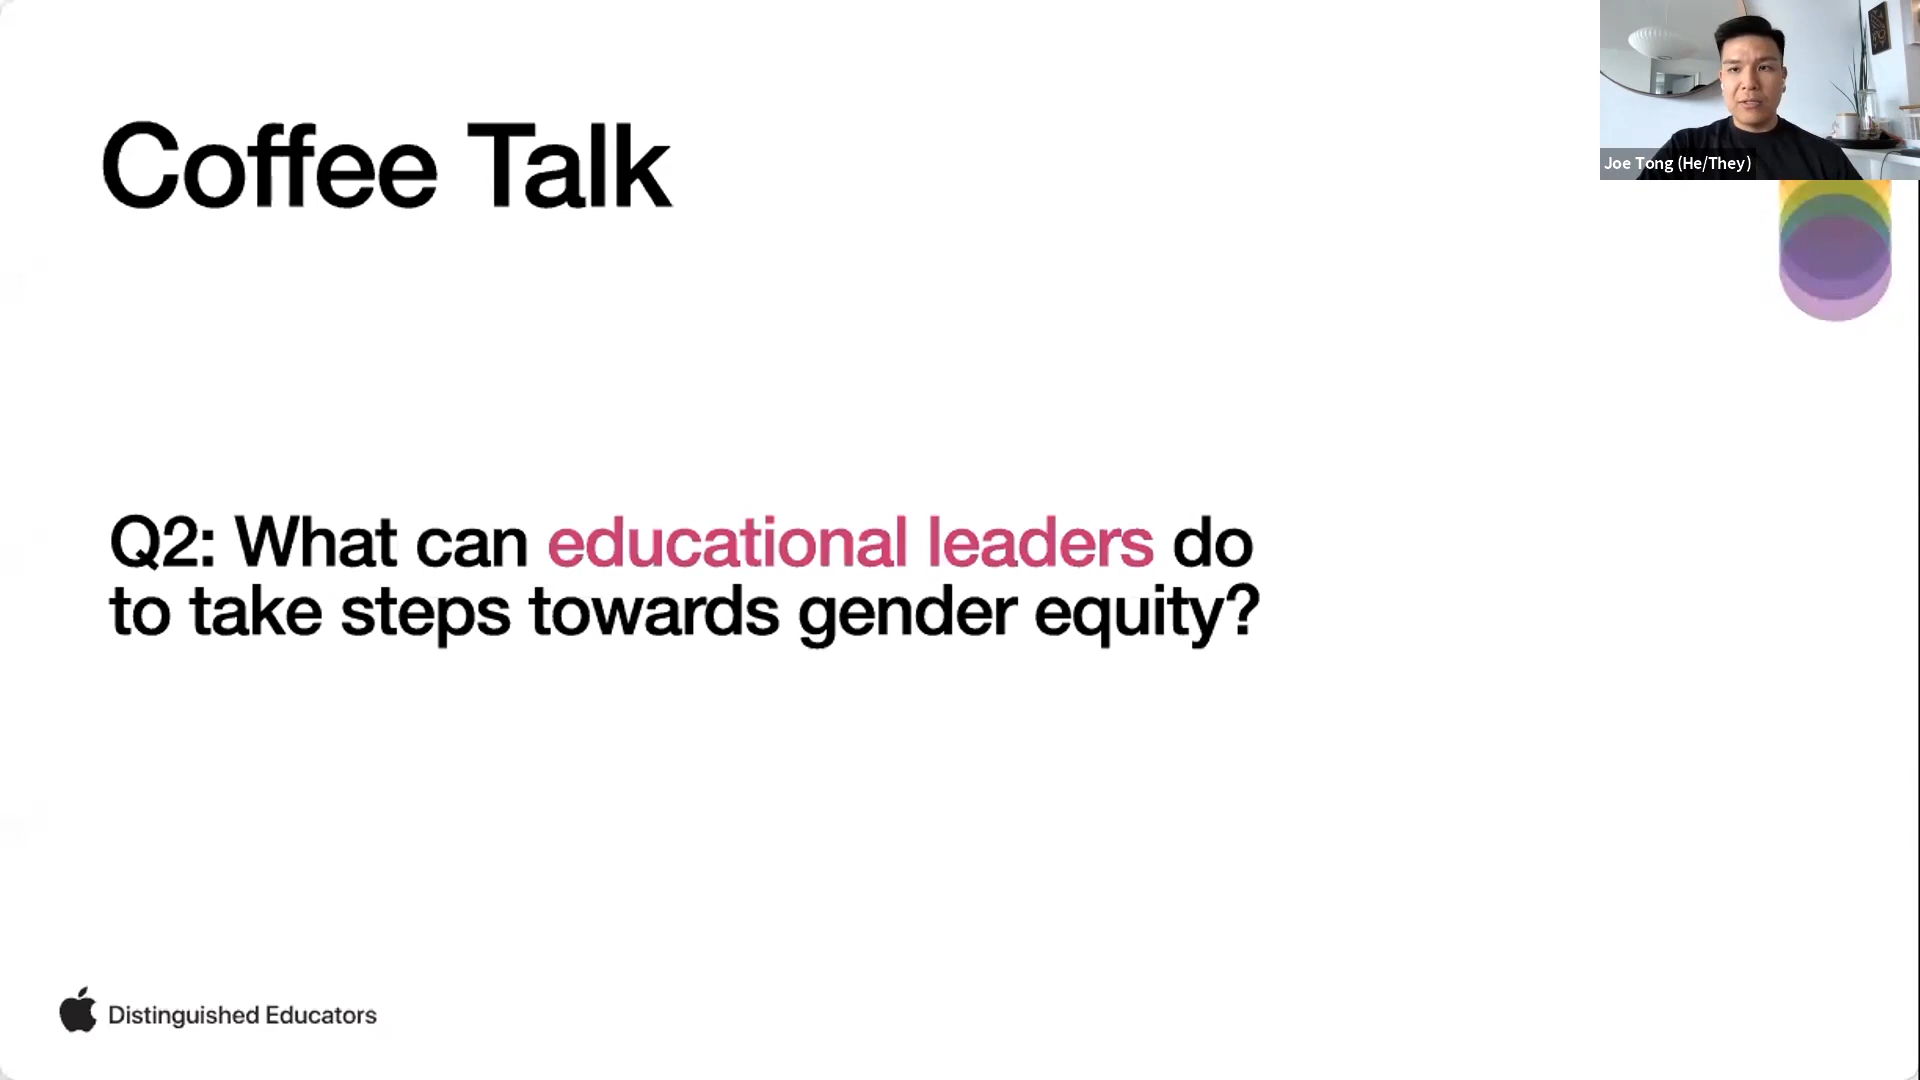 Coffee Talk
Joe Tong (He/They)
Q2: What can educational leaders do
to take steps towards gender equity?
Distinguished Educators